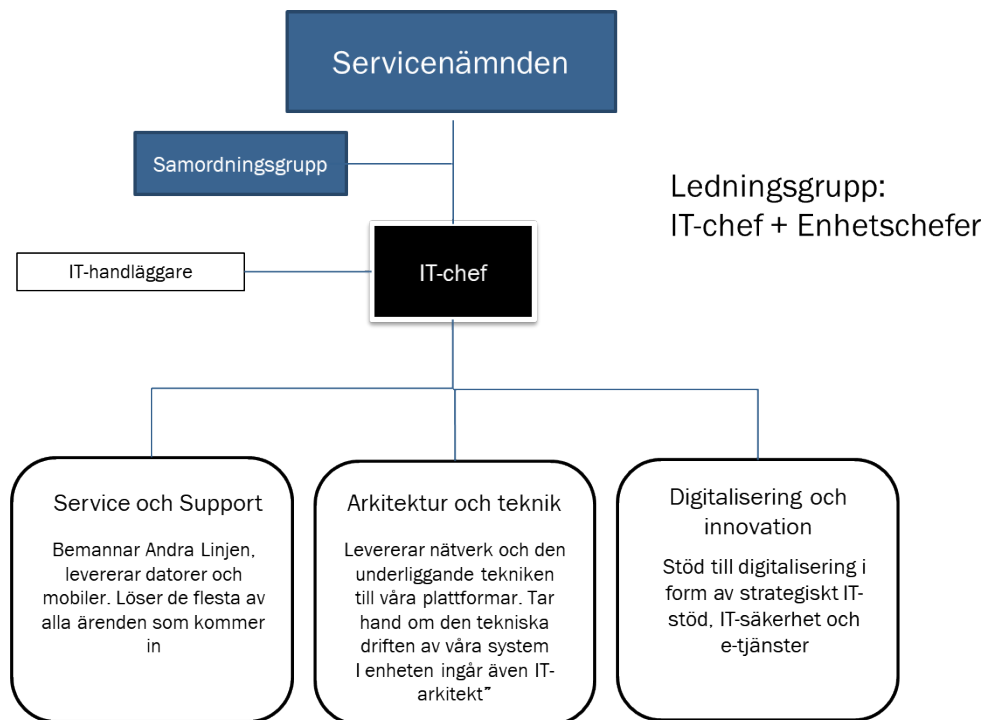 Servicenämnden
Samordningsgrupp
Ledningsgrupp:
IT-chef + Enhetschefer
IT-handläggare
IT-chef
Service och Support
Bemannar Andra Linjen,
levererar datorer och
mobiler. Löser de flesta av
alla ärenden som kommer
in
Arkitektur och teknik
Levererar nätverk och den
underliggande tekniken
till våra plattformar. Tar
hand om den tekniska
driften av våra system
I enheten ingår även IT-
arkitekt”
Digitalisering och
innovation
Stöd till digitalisering i
form av strategiskt IT-
stöd, IT-säkerhet och
e-tjänster